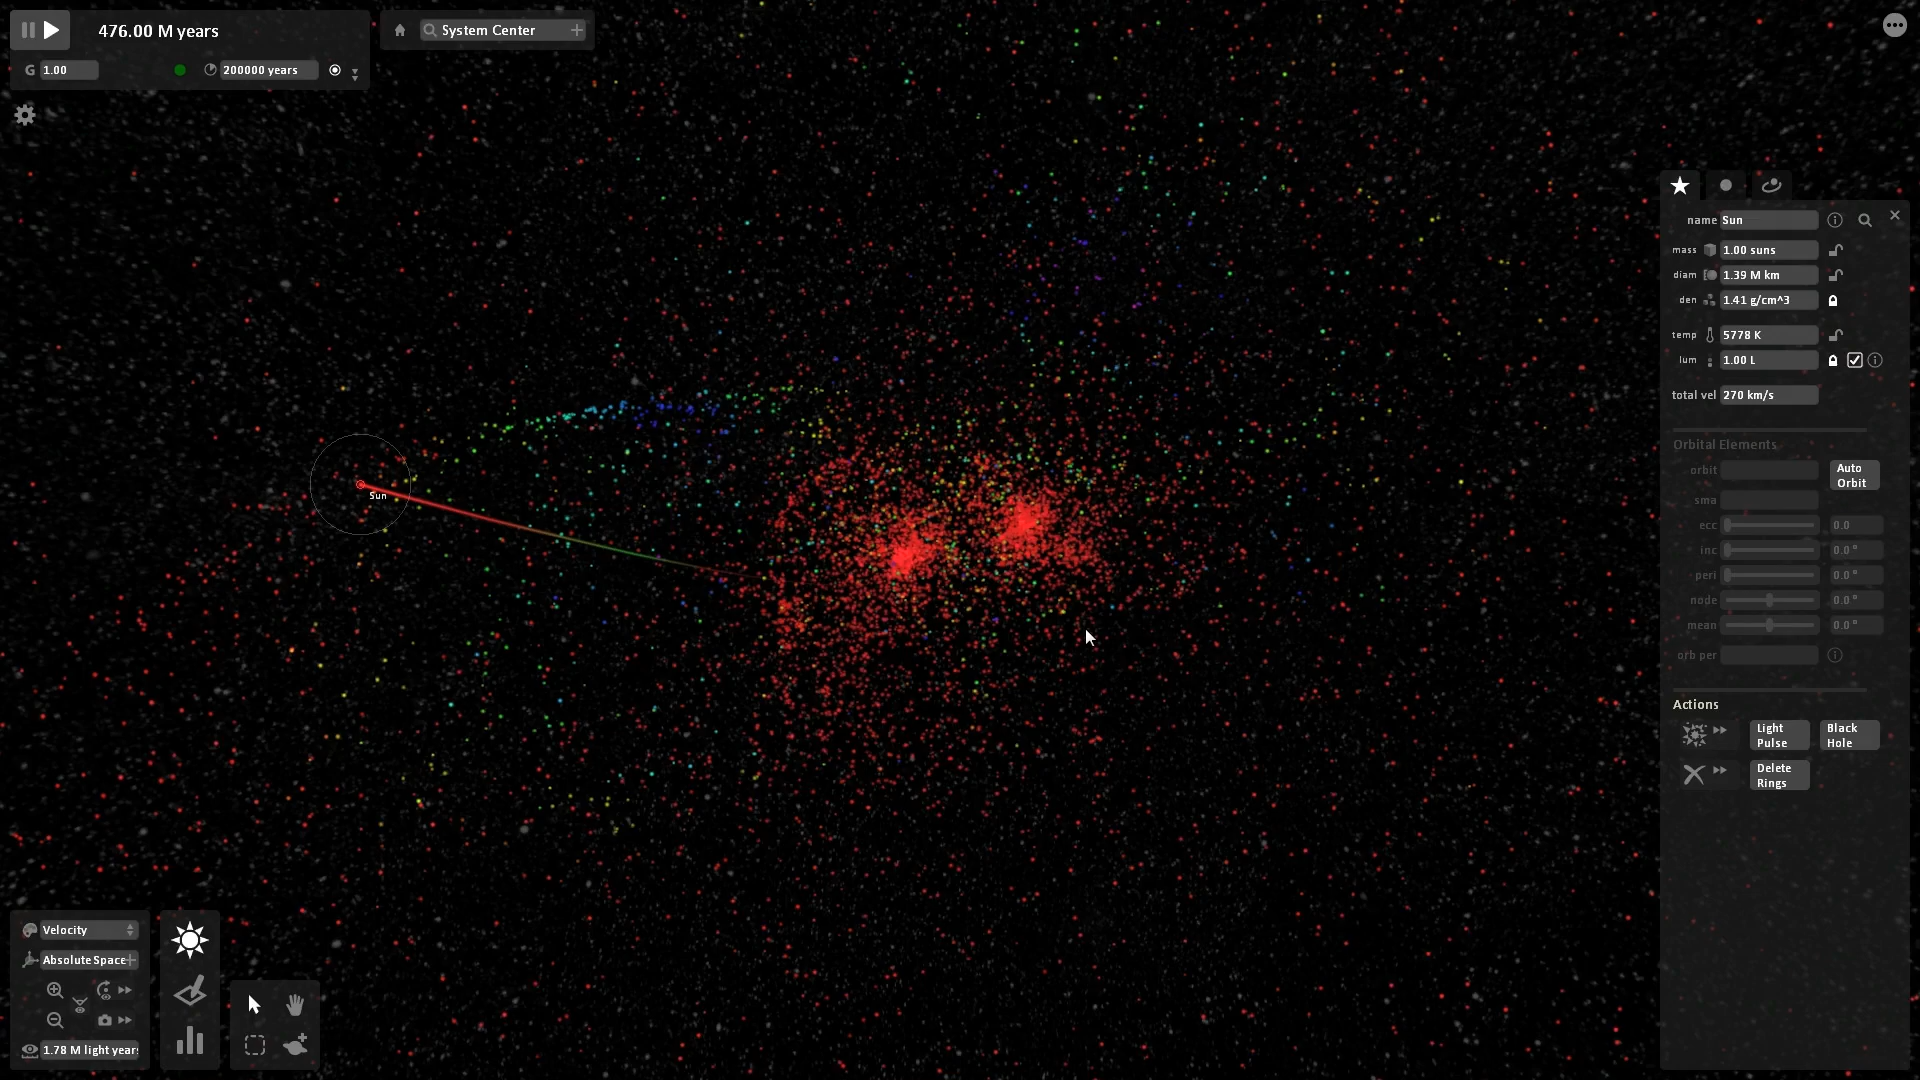 476.00 M years
System Center
G 1.00
200000 years
Sun
name Sun
mass 1.00 suns
diam 1.39 M km
den 1.41 g/cm^3
temp 5778 K
lum 1.00 L
total vel 270 km/s
Orbital Elements
orbit
Auto
Orbit
sma
ecc 0.0
inc 0.0 °
peri 0.0 °
node 0.0 °
mean 0.0 °
orb per
Actions
Light
Pulse
Black
Hole
Delete
Rings
Velocity
Absolute Space
1.78 M light years